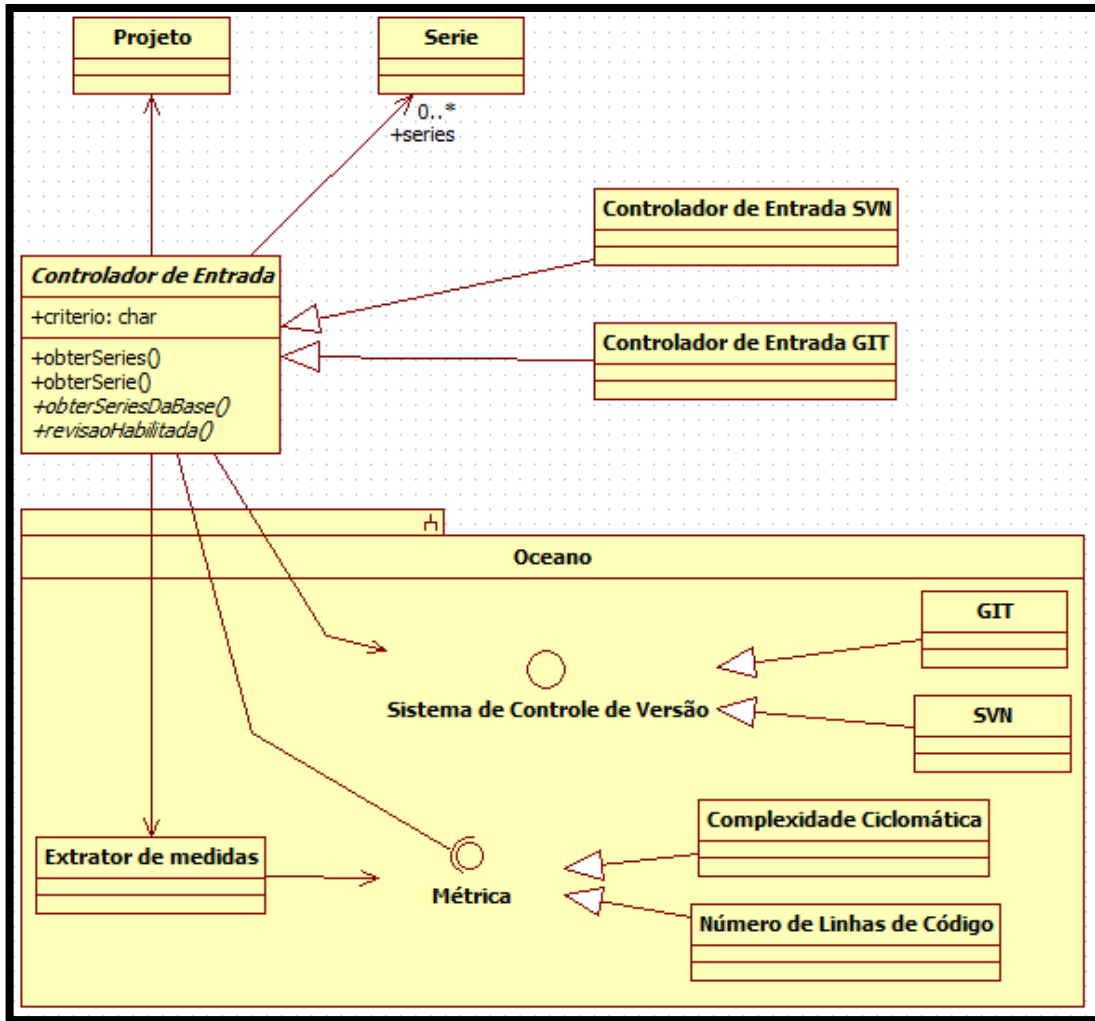 Projeto
Serie
0..*
+series
Controlador de Entrada SVN
Controlador de Entrada
+criterio: char
+obterSeries()
+obterSerie()
+obterSeriesDaBase()
+revisaoHabilitada()
Controlador de Entrada GIT
Oceano
GIT
Sistema de Controle de Versão
SVN
Complexidade Ciclomática
Extrator de medidas
Métrica
Número de Linhas de Código